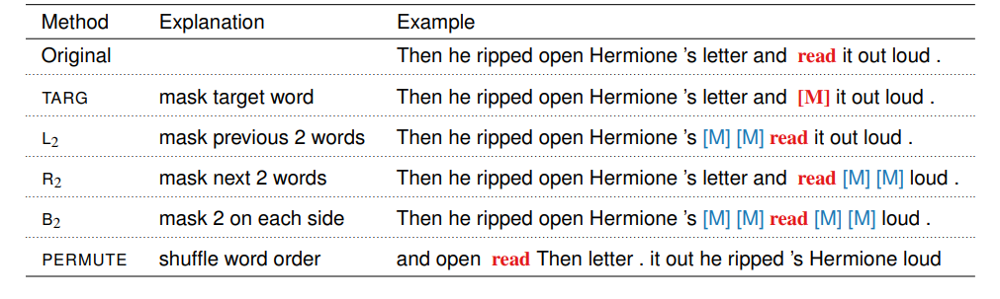 Method Explanation Example
Original Then he ripped open Hermione ’s letter and read it out loud .
TARG mask target word Then he ripped open Hermione ’s letter and [M] it out loud .
L2 mask previous 2 words Then he ripped open Hermione ’s [M] [M] read it out loud .
R2 mask next 2 words Then he ripped open Hermione ’s letter and read [M] [M] loud .
B2 mask 2 on each side Then he ripped open Hermione ’s [M] [M] read [M] [M] loud .
PERMUTE shuffle word order and open read Then letter . it out he ripped ’s Hermione loud